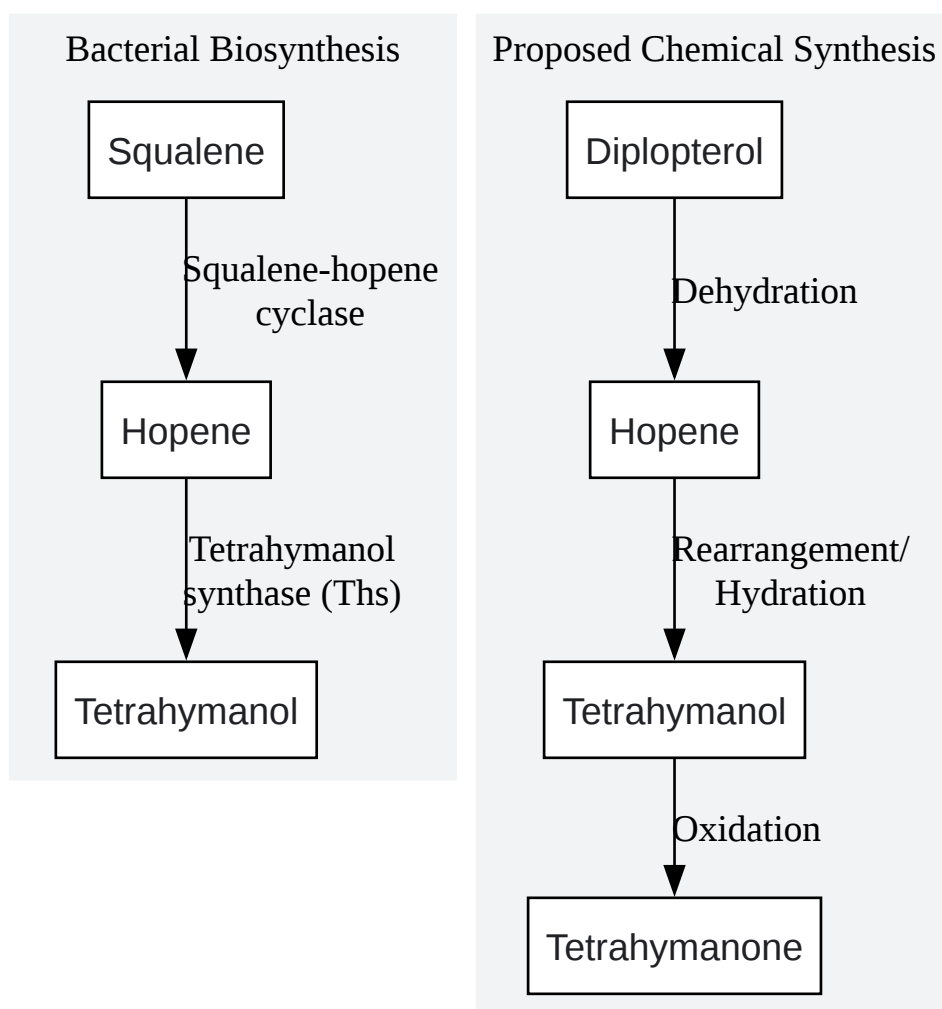 Bacterial Biosynthesis
Squalene
Squalene-hopene
cyclase
Hopene
Tetrahymanol
synthase (Ths)
Tetrahymanol
Proposed Chemical Synthesis
Diplopterol
Dehydration
Hopene
Rearrangement/
Hydration
Tetrahymanol
Oxidation
Tetrahymanone